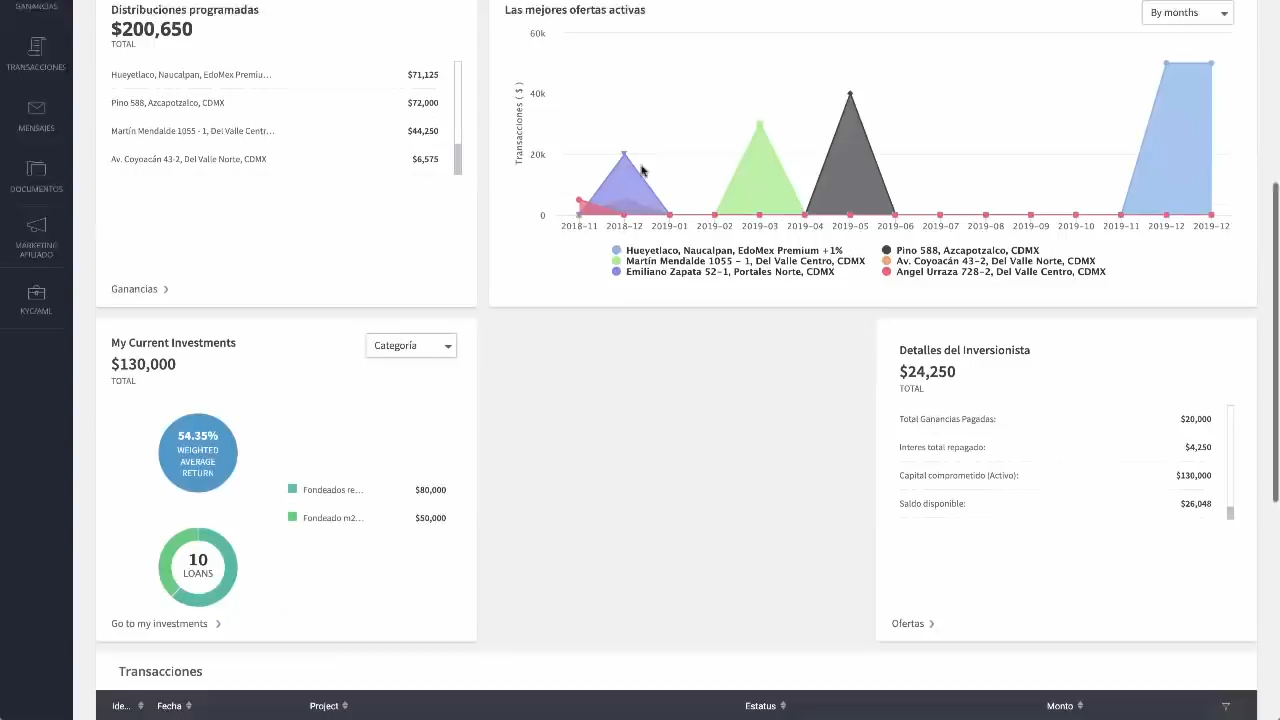 GANANCIAS
TRANSACCIONES
MENSAJES
DOCUMENTOS
MARKETING
AFILIADO
KYC/AML
Distribuciones programadas
$200,650
TOTAL
Hueyetlaco, Naucalpan, EdoMex Premiu... $71,125
Pino 588, Azcapotzalco, CDMX $72,000
Martín Mendalde 1055 - 1, Del Valle Centr... $44,250
Av. Coyoacán 43-2, Del Valle Norte, CDMX $6,575
Ganancias
Las mejores ofertas activas
By months
Transacciones ( $ )
60k
40k
20k
0
2018-11 2018-12 2019-01 2019-02 2019-03 2019-04 2019-05 2019-06 2019-07 2019-08 2019-09 2019-10 2019-11 2019-12 2019-12
Hueyetlaco, Naucalpan, EdoMex Premium +1% Pino 588, Azcapotzalco, CDMX
Martín Mendalde 1055 - 1, Del Valle Centro, CDMX Av. Coyoacán 43-2, Del Valle Norte, CDMX
Emiliano Zapata 52-1, Portales Norte, CDMX Angel Urraza 728-2, Del Valle Centro, CDMX
My Current Investments
Categoría
$130,000
TOTAL
54.35%
WEIGHTED
AVERAGE
RETURN
Fondeados re... $80,000
Fondeado m2... $50,000
10
LOANS
Go to my investments
Detalles del Inversionista
$24,250
TOTAL
Total Ganancias Pagadas: $20,000
Interes total repagado: $4,250
Capital comprometido (Activo): $130,000
Saldo disponible: $26,048
Ofertas
Transacciones
Ide... Fecha Project Estatus Monto